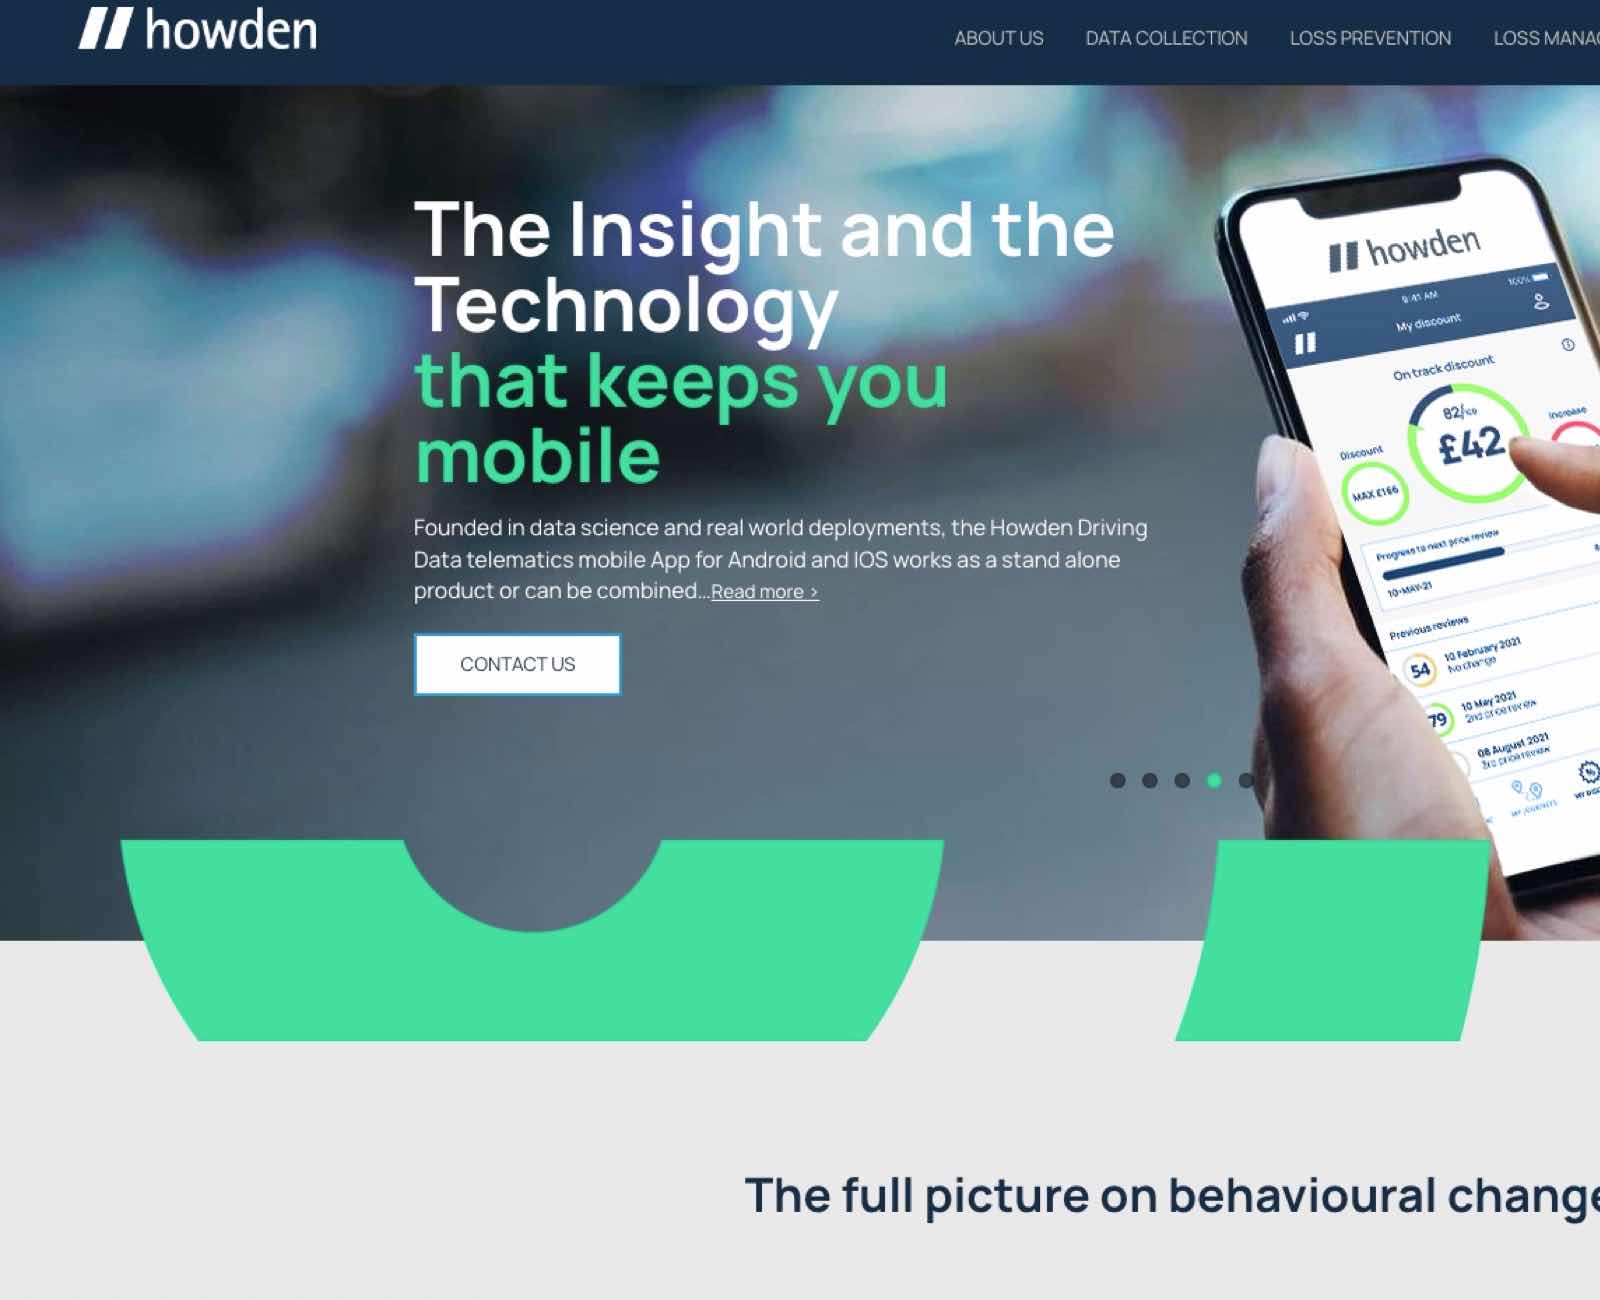 howden
ABOUT US
DATA COLLECTION
LOSS PREVENTION
LOSS MANAG
The Insight and the
Technology
that keeps you
mobile
Founded in data science and real world deployments, the Howden Driving
Data telematics mobile App for Android and IOS works as a stand alone
product or can be combined...Read more >
CONTACT US
howden
9:41 AM
100%
My discount
On track discount
82/100
£42
Increase
Discount
MAX £166
Progress to next price review
10-MAY-21
Previous reviews
54
10 February 2021
No change
79
10 May 2021
2nd price review
08 August 2021
3rd price review
MY JOURNEYS
The full picture on behavioural change